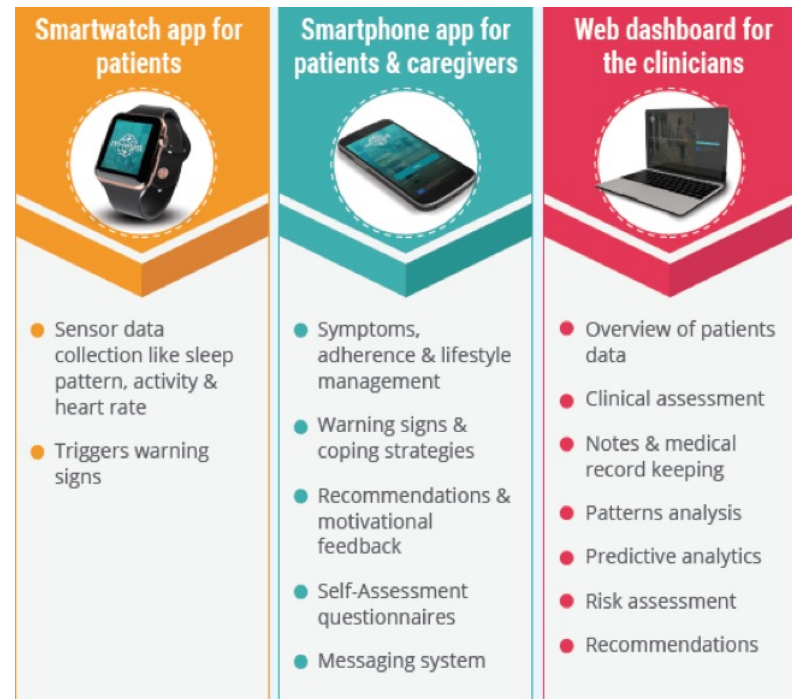 Smartwatch app for
patients
Sensor data
collection like sleep
pattern, activity &
heart rate
Triggers warning
signs
Smartphone app for
patients & caregivers
Symptoms,
adherence & lifestyle
management
Warning signs &
coping strategies
Recommendations &
motivational
feedback
Self-Assessment
questionnaires
Messaging system
Web dashboard for
the clinicians
Overview of patients
data
Clinical assessment
Notes & medical
record keeping
Patterns analysis
Predictive analytics
Risk assessment
Recommendations